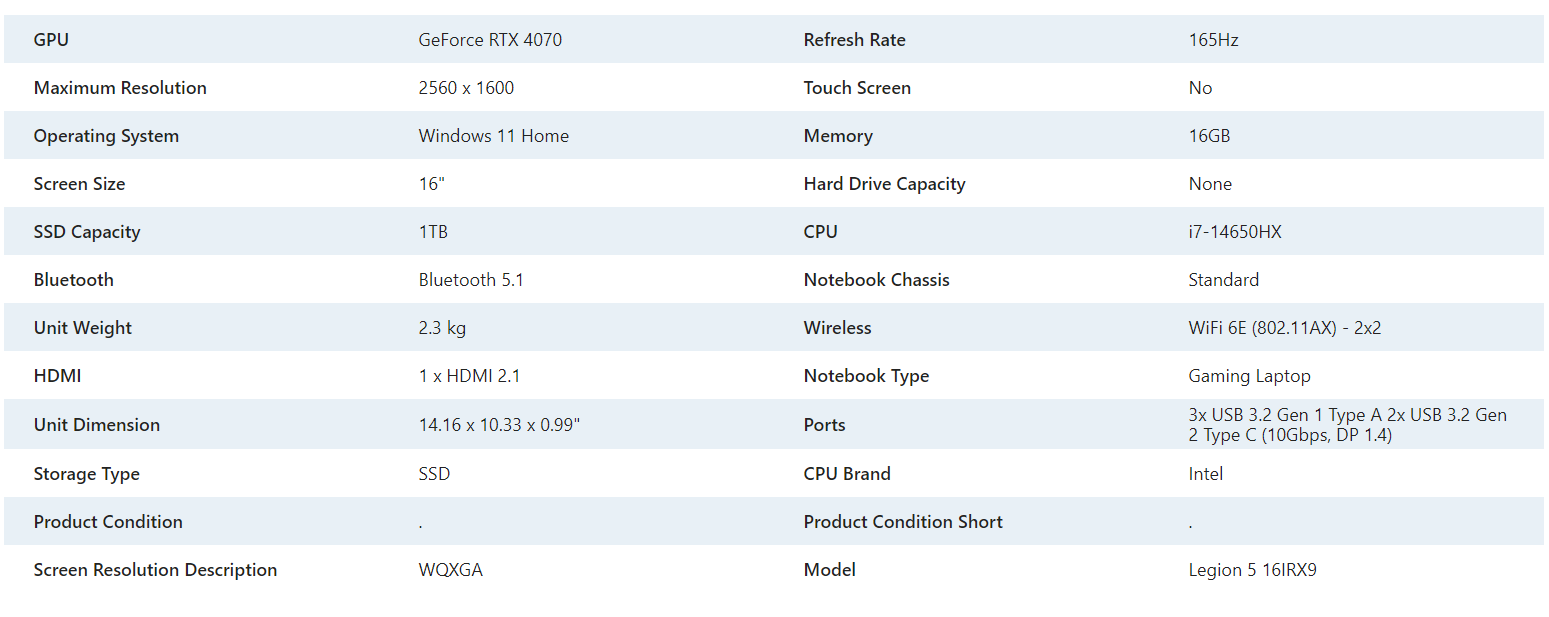 GPU GeForce RTX 4070 Refresh Rate 165Hz
Maximum Resolution 2560 x 1600 Touch Screen No
Operating System Windows 11 Home Memory 16GB
Screen Size 16" Hard Drive Capacity None
SSD Capacity 1TB CPU i7-14650HX
Bluetooth Bluetooth 5.1 Notebook Chassis Standard
Unit Weight 2.3 kg Wireless WiFi 6E (802.11AX) - 2x2
HDMI 1 x HDMI 2.1 Notebook Type Gaming Laptop
Unit Dimension 14.16 x 10.33 x 0.99" Ports 3x USB 3.2 Gen 1 Type A 2x USB 3.2 Gen
2 Type C (10Gbps, DP 1.4)
Storage Type SSD CPU Brand Intel
Product Condition . Product Condition Short .
Screen Resolution Description WQXGA Model Legion 5 16IRX9